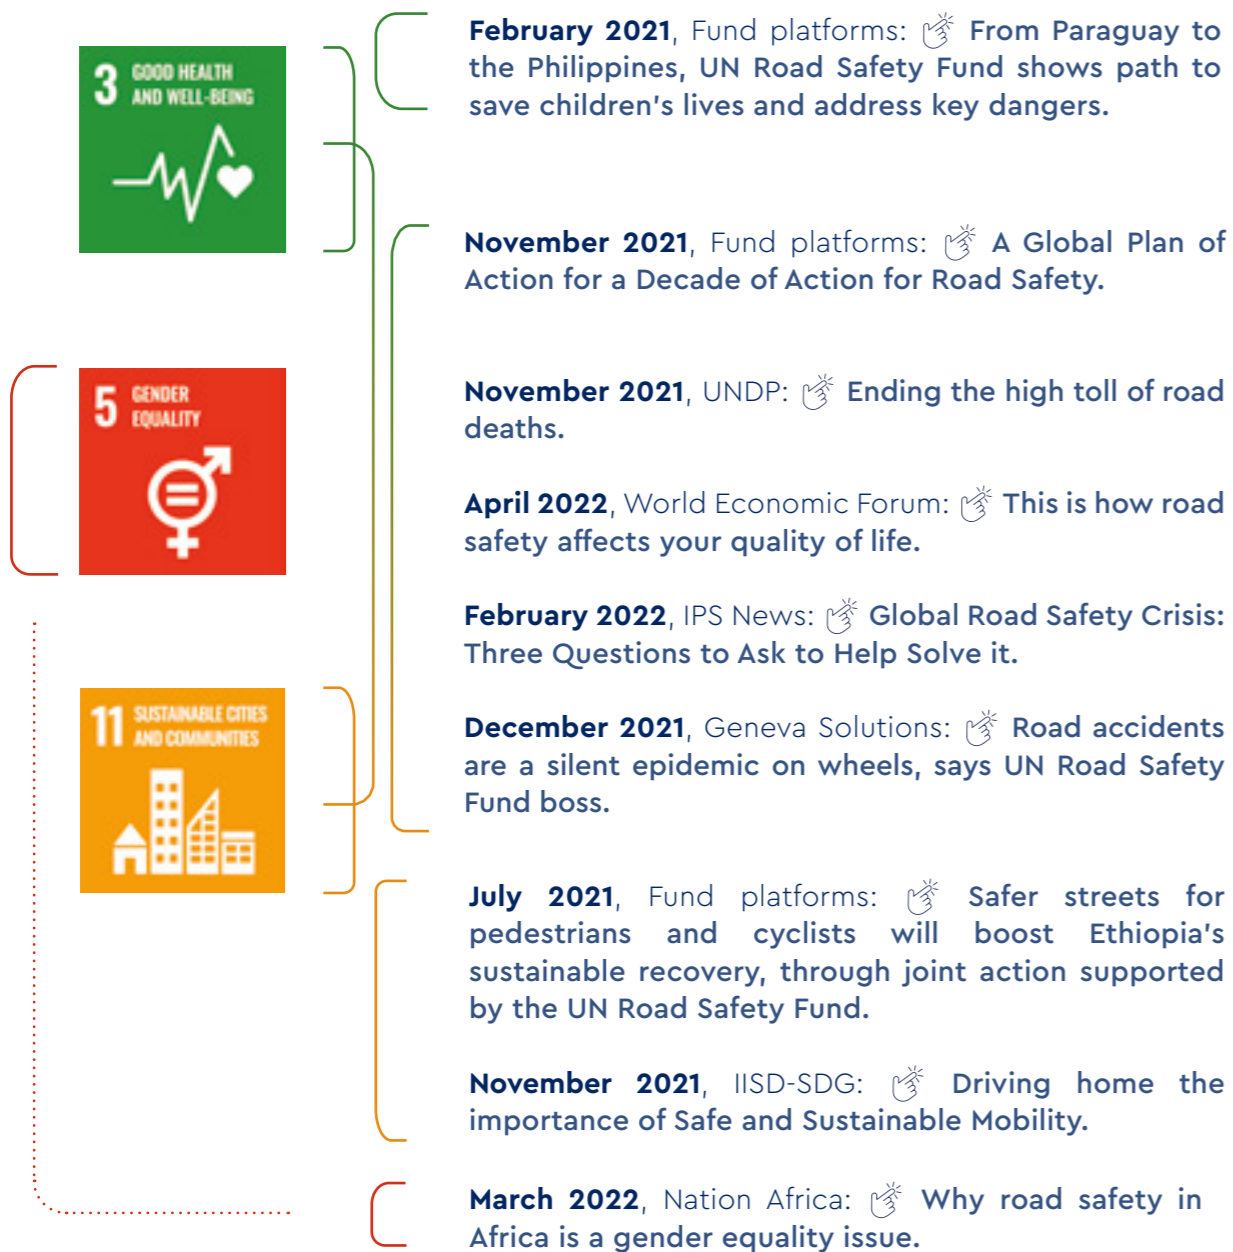 3 GOOD HEALTH
AND WELL-BEING
February 2021, Fund platforms: From Paraguay to
the Philippines, UN Road Safety Fund shows path to
save children's lives and address key dangers.
November 2021, Fund platforms: A Global Plan of
Action for a Decade of Action for Road Safety.
5 GENDER
EQUALITY
November 2021, UNDP: Ending the high toll of road
deaths.
April 2022, World Economic Forum: This is how road
safety affects your quality of life.
February 2022, IPS News: Global Road Safety Crisis:
Three Questions to Ask to Help Solve it.
11 SUSTAINABLE CITIES
AND COMMUNITIES
December 2021, Geneva Solutions: Road accidents
are a silent epidemic on wheels, says UN Road Safety
Fund boss.
July 2021, Fund platforms: Safer streets for
pedestrians and cyclists will boost Ethiopia's
sustainable recovery, through joint action supported
by the UN Road Safety Fund.
November 2021, IISD-SDG: Driving home the
importance of Safe and Sustainable Mobility.
March 2022, Nation Africa: Why road safety in
Africa is a gender equality issue.